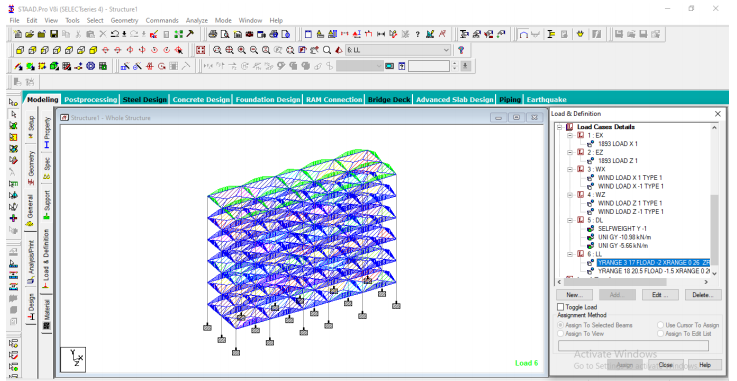 STAAD.Pro V8i (SELECTseries 4) - Structure1
File Edit View Tools Select Geometry Commands Analyze Mode Window Help
6: LL
Modeling Postprocessing Steel Design Concrete Design Foundation Design RAM Connection Bridge Deck Advanced Slab Design Piping Earthquake
Setup
Geometry
General
Analysis/Print
Design
Property
Spec
Support
Load & Definition
Material
Structure1 - Whole Structure
Y
X
Z
Load 6
Load & Definition
Load Cases Details
1 : EX
1893 LOAD X 1
2 : EZ
1893 LOAD Z 1
3 : WX
WIND LOAD X 1 TYPE 1
WIND LOAD X -1 TYPE 1
4 : WZ
WIND LOAD Z 1 TYPE 1
WIND LOAD Z -1 TYPE 1
5 : DL
SELFWEIGHT Y -1
UNI GY -10.98 kN/m
UNI GY -5.66 kN/m
6 : LL
YRANGE 3 17 FLOAD -2 XRANGE 0 26 ZR
YRANGE 18 20.5 FLOAD -1.5 XRANGE 0 26
New... Add... Edit ... Delete...
Toggle Load
Assignment Method
Assign To Selected Beams Use Cursor To Assign
Assign To View Assign To Edit List
Activate Windows
Assign Close Help